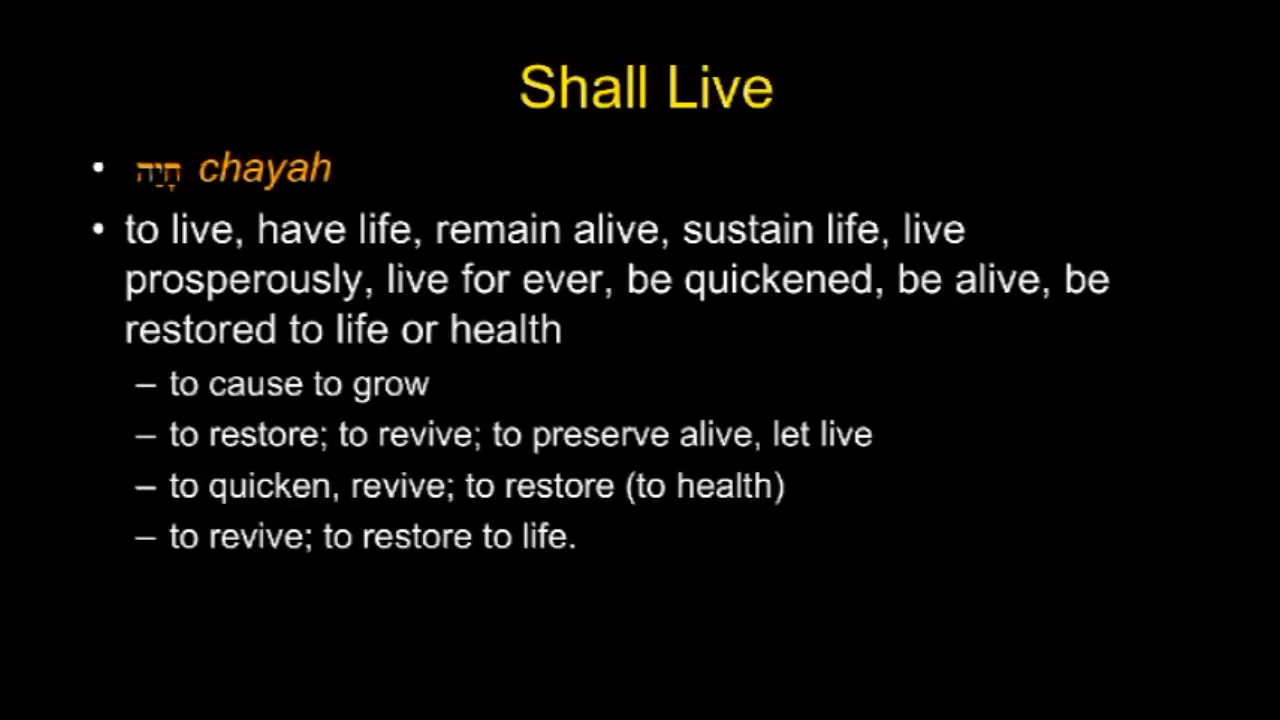 Shall Live
• חָיַה chayah
• to live, have life, remain alive, sustain life, live
prosperously, live for ever, be quickened, be alive, be
restored to life or health
– to cause to grow
– to restore; to revive; to preserve alive, let live
– to quicken, revive; to restore (to health)
– to revive; to restore to life.